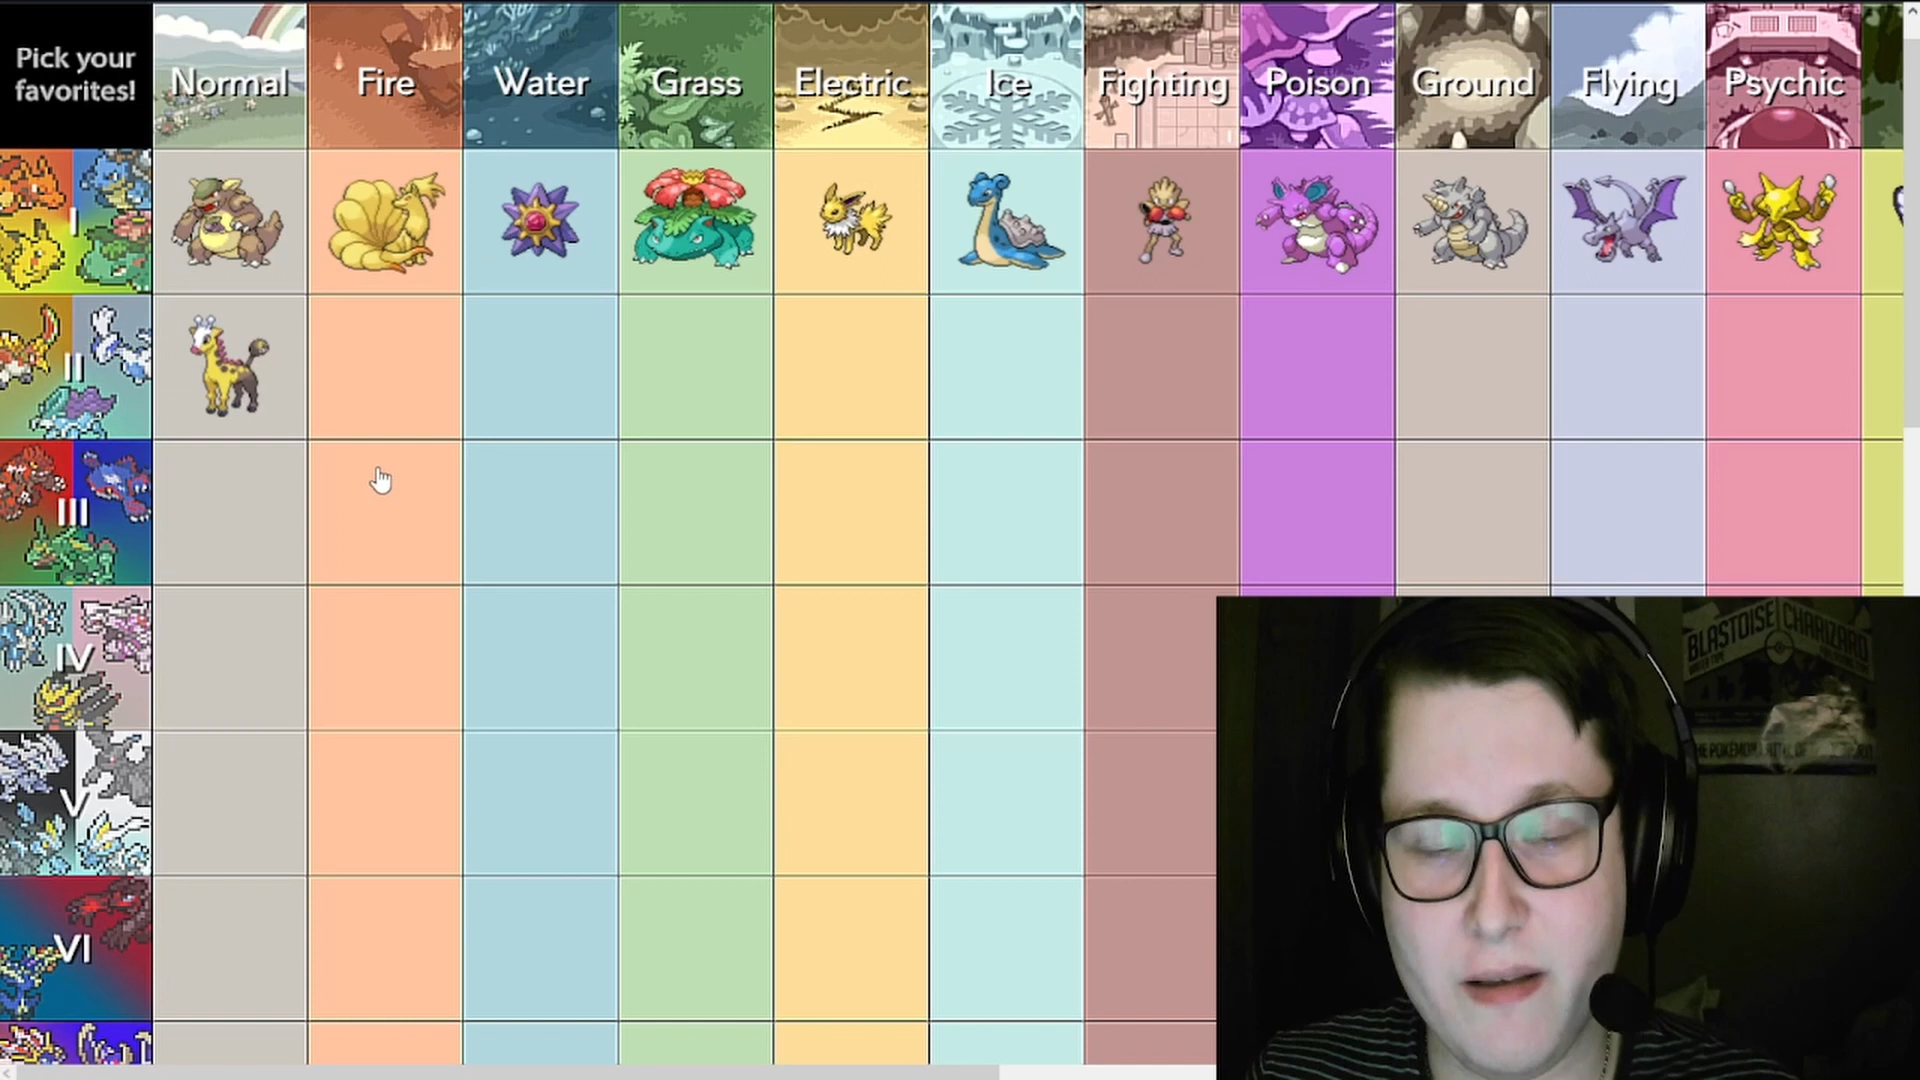 Pick your
favorites!
Normal
Fire
Water
Grass
Electric
Ice
Fighting
Poison
Ground
Flying
Psychic
I
II
III
IV
V
VI
BLASTOISE CHARIZARD